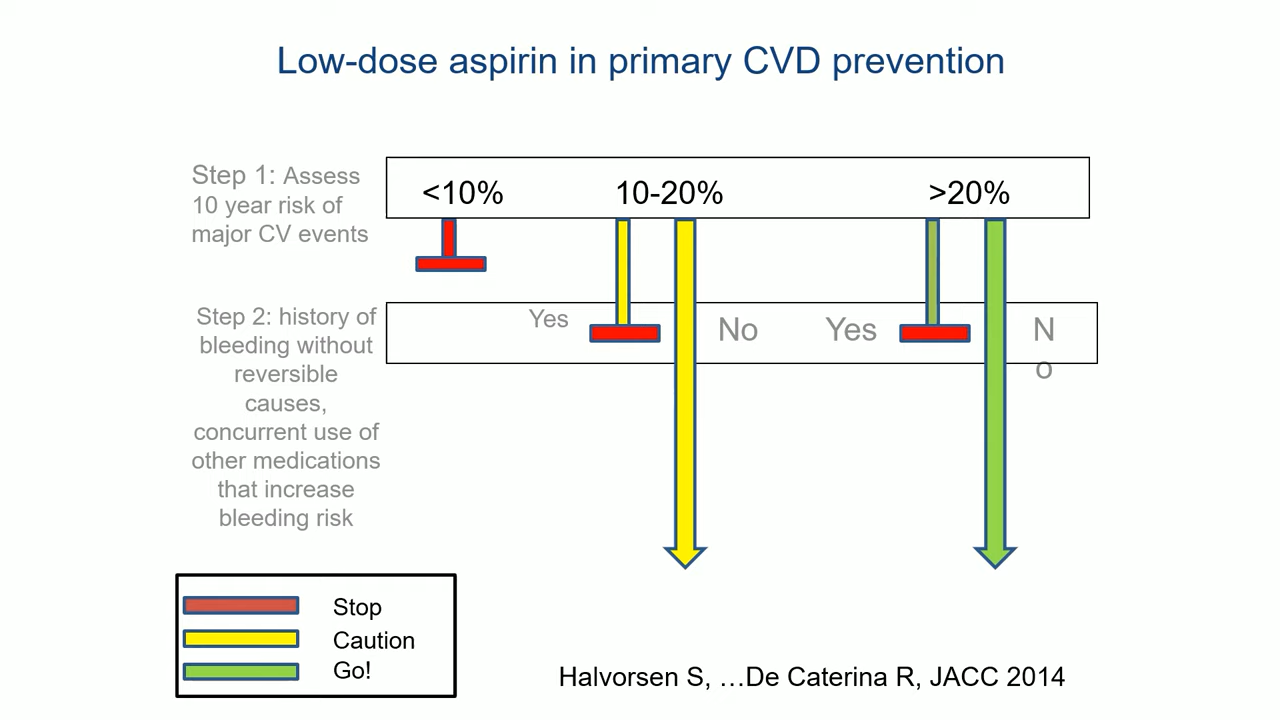 Low-dose aspirin in primary CVD prevention
Step 1: Assess
10 year risk of
major CV events
<10%
10-20%
>20%
Step 2: history of
bleeding without
reversible
causes,
concurrent use of
other medications
that increase
bleeding risk
Yes
No
Yes
N
o
Stop
Caution
Go!
Halvorsen S, …De Caterina R, JACC 2014